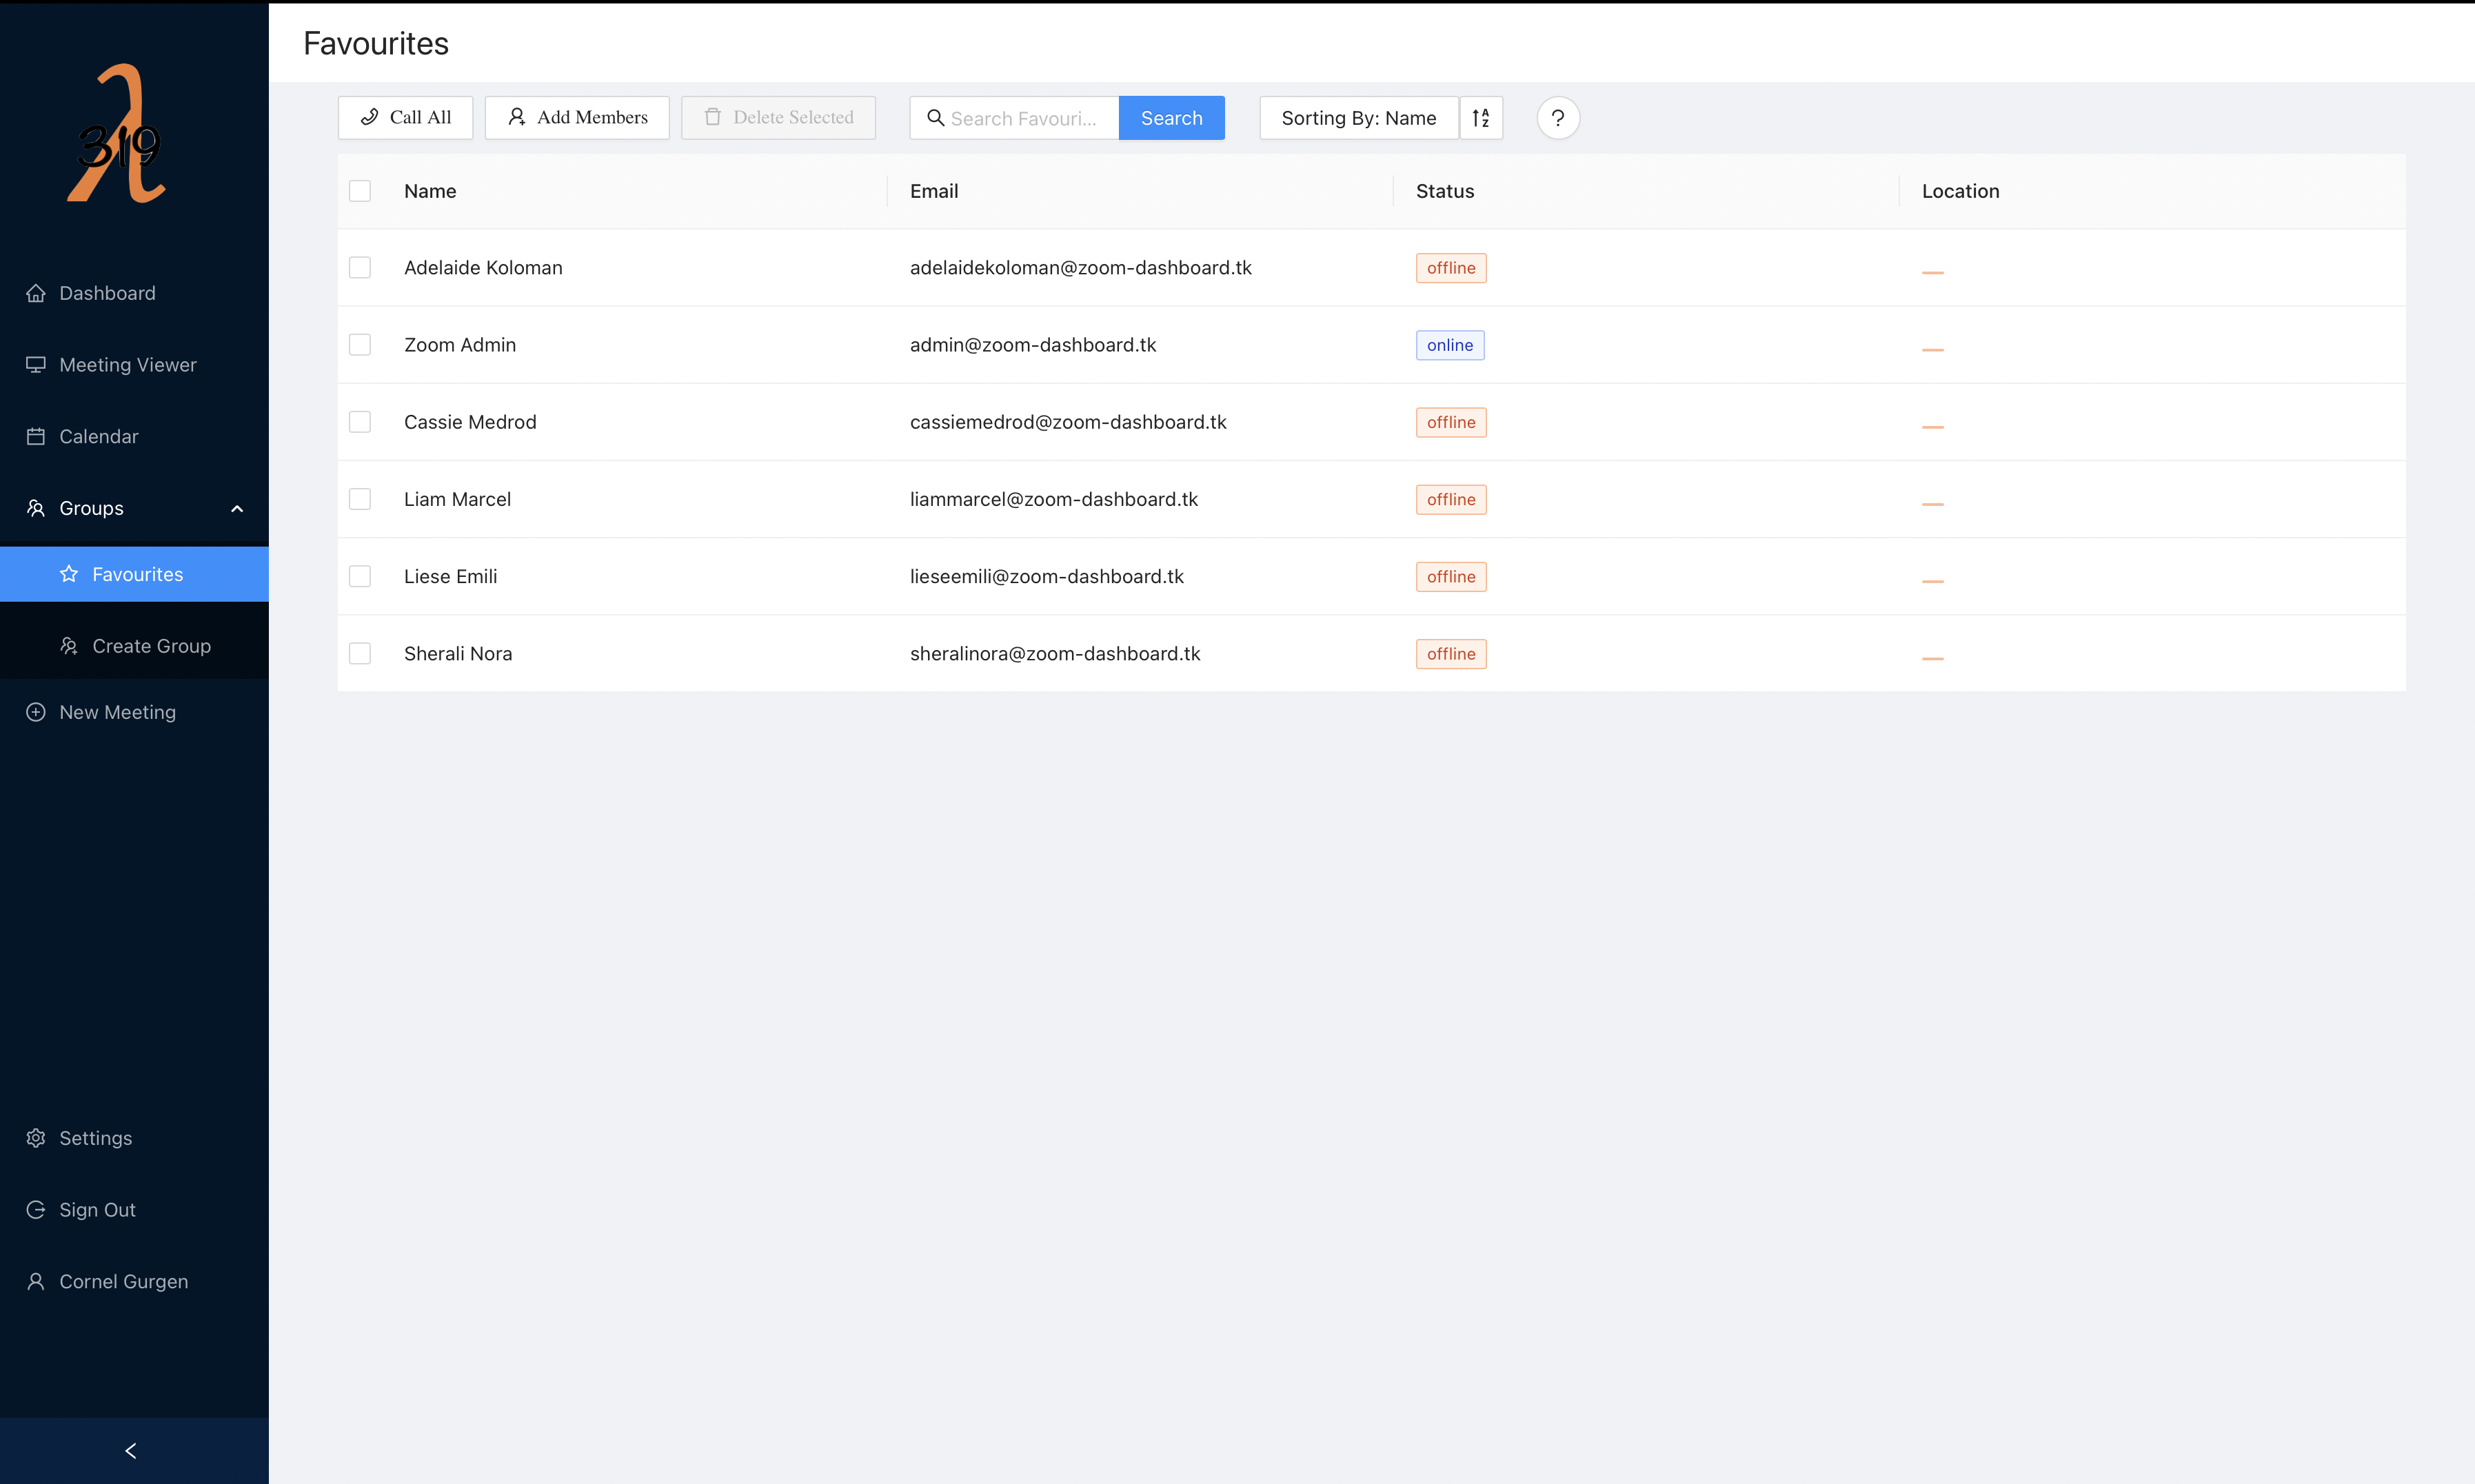 Favourites
319
Call All Add Members Delete Selected Search Favouri... Search Sorting By: Name ?
Name Email Status Location
Adelaide Koloman adelaidekoloman@zoom-dashboard.tk offline —
Zoom Admin admin@zoom-dashboard.tk online —
Cassie Medrod cassiemedrod@zoom-dashboard.tk offline —
Liam Marcel liammarcel@zoom-dashboard.tk offline —
Liese Emili lieseemili@zoom-dashboard.tk offline —
Sherali Nora sheralinora@zoom-dashboard.tk offline —
Dashboard
Meeting Viewer
Calendar
Groups
Favourites
Create Group
New Meeting
Settings
Sign Out
Cornel Gurgen